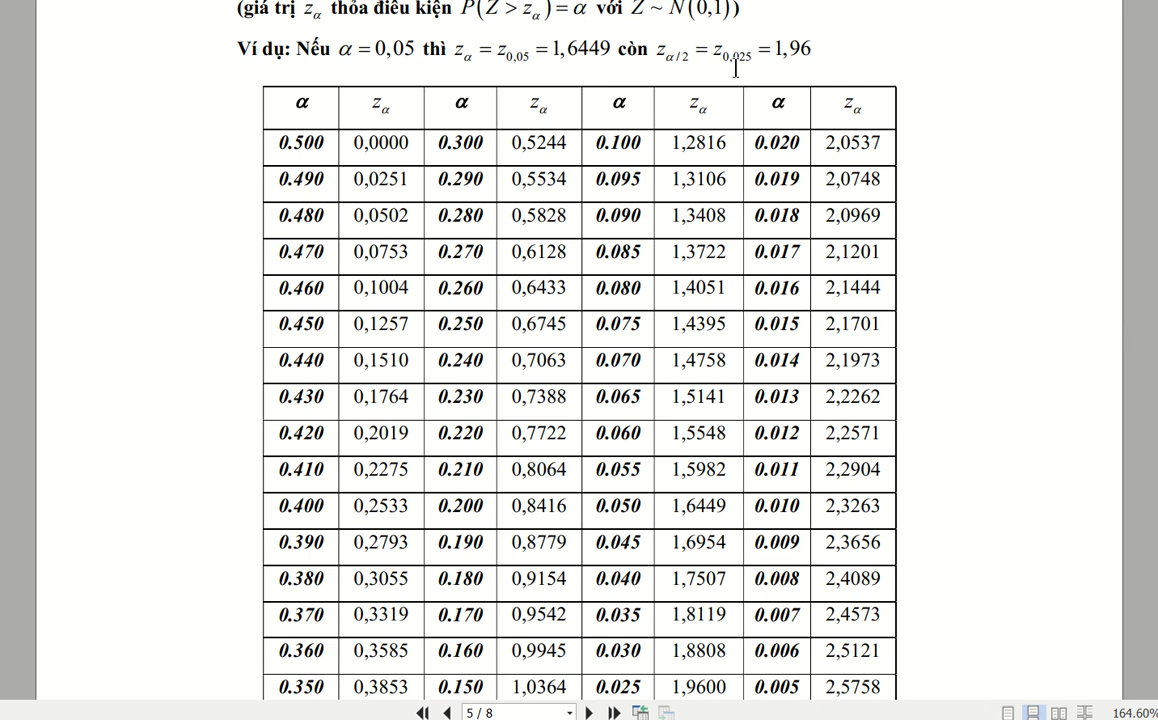 (giá trị z_α thỏa điều kiện P(Z > z_α) = α với Z ~ N(0,1))
Ví dụ: Nếu α = 0,05 thì z_α = z_0,05 = 1,6449 còn z_α/2 = z_0,025 = 1,96
α z_α α z_α α z_α α z_α
0.500 0,0000 0.300 0,5244 0.100 1,2816 0.020 2,0537
0.490 0,0251 0.290 0,5534 0.095 1,3106 0.019 2,0748
0.480 0,0502 0.280 0,5828 0.090 1,3408 0.018 2,0969
0.470 0,0753 0.270 0,6128 0.085 1,3722 0.017 2,1201
0.460 0,1004 0.260 0,6433 0.080 1,4051 0.016 2,1444
0.450 0,1257 0.250 0,6745 0.075 1,4395 0.015 2,1701
0.440 0,1510 0.240 0,7063 0.070 1,4758 0.014 2,1973
0.430 0,1764 0.230 0,7388 0.065 1,5141 0.013 2,2262
0.420 0,2019 0.220 0,7722 0.060 1,5548 0.012 2,2571
0.410 0,2275 0.210 0,8064 0.055 1,5982 0.011 2,2904
0.400 0,2533 0.200 0,8416 0.050 1,6449 0.010 2,3263
0.390 0,2793 0.190 0,8779 0.045 1,6954 0.009 2,3656
0.380 0,3055 0.180 0,9154 0.040 1,7507 0.008 2,4089
0.370 0,3319 0.170 0,9542 0.035 1,8119 0.007 2,4573
0.360 0,3585 0.160 0,9945 0.030 1,8808 0.006 2,5121
0.350 0,3853 0.150 1,0364 0.025 1,9600 0.005 2,5758
5 / 8
164.60%